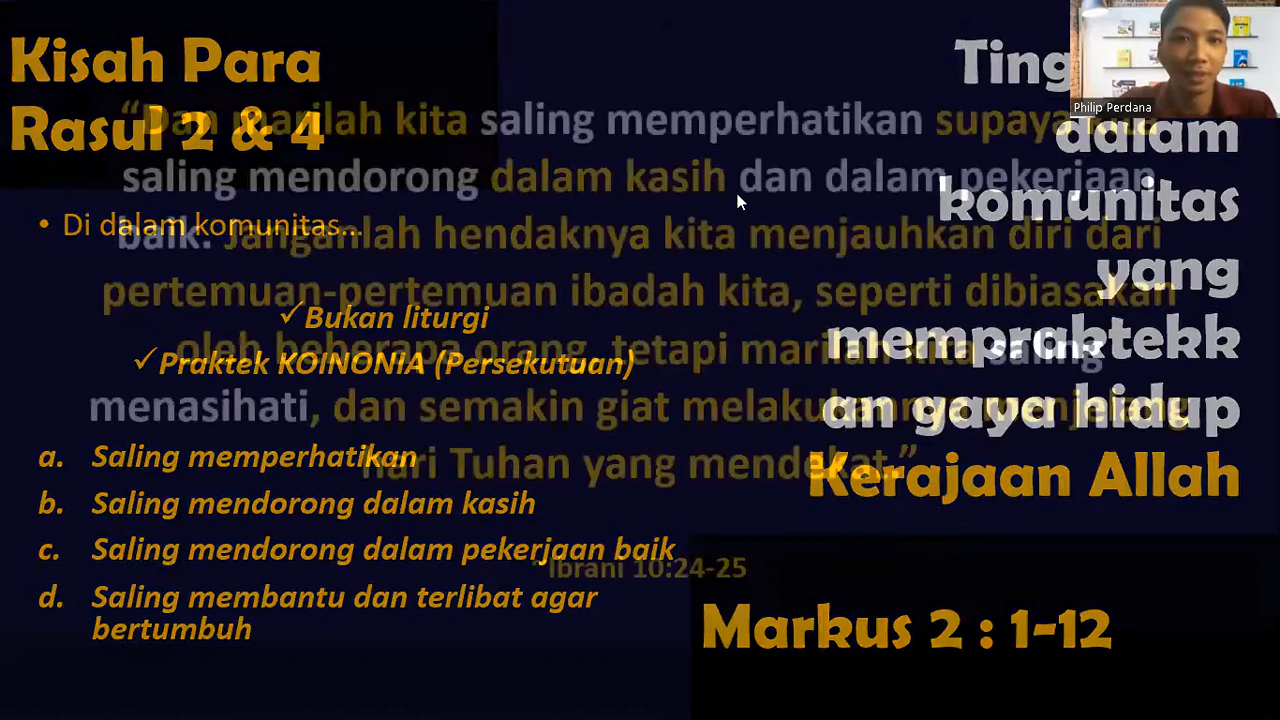 Kisah Para
Rasul 2 & 4
• Di dalam komunitas...
✓Bukan liturgi
✓Praktek KOINONIA (Persekutuan)
a. Saling memperhatikan
b. Saling mendorong dalam kasih
c. Saling mendorong dalam pekerjaan baik
d. Saling membantu dan terlibat agar
bertumbuh
“Dan marilah kita saling memperhatikan supaya kita
saling mendorong dalam kasih dan dalam pekerjaan
baik. Janganlah hendaknya kita menjauhkan diri dari
pertemuan-pertemuan ibadah kita, seperti dibiasakan
oleh beberapa orang, tetapi marilah kita saling
menasihati, dan semakin giat melakukannya menjelang
hari Tuhan yang mendekat.”
Ibrani 10:24-25
Ting
dalam
komunitas
yang
mempraktekk
an gaya hidup
Kerajaan Allah
Markus 2 : 1-12
Philip Perdana